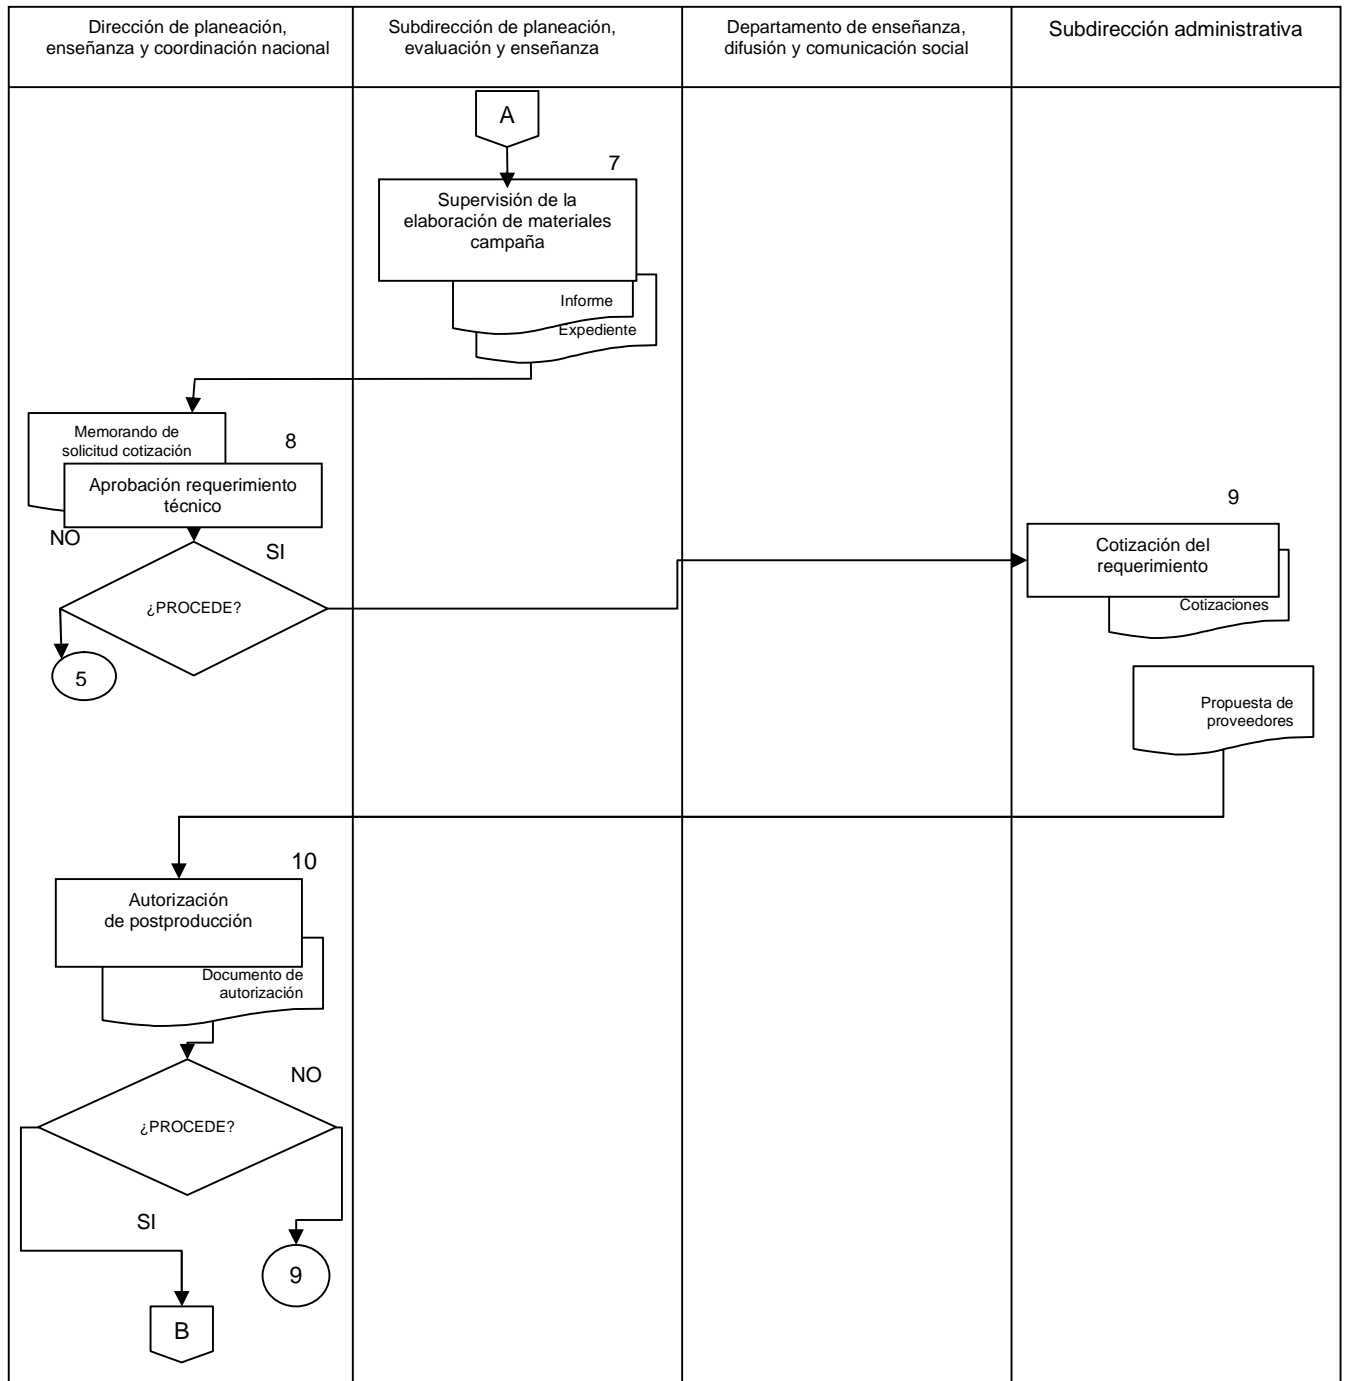 Dirección de planeación,
enseñanza y coordinación nacional
Subdirección de planeación,
evaluación y enseñanza
Departamento de enseñanza,
difusión y comunicación social
Subdirección administrativa
A
7
Supervisión de la
elaboración de materiales
campaña
Informe
Expediente
Memorando de
solicitud cotización
8
Aprobación requerimiento
técnico
NO
SI
¿PROCEDE?
5
9
Cotización del
requerimiento
Cotizaciones
Propuesta de
proveedores
10
Autorización
de postproducción
Documento de
autorización
NO
¿PROCEDE?
SI
9
B